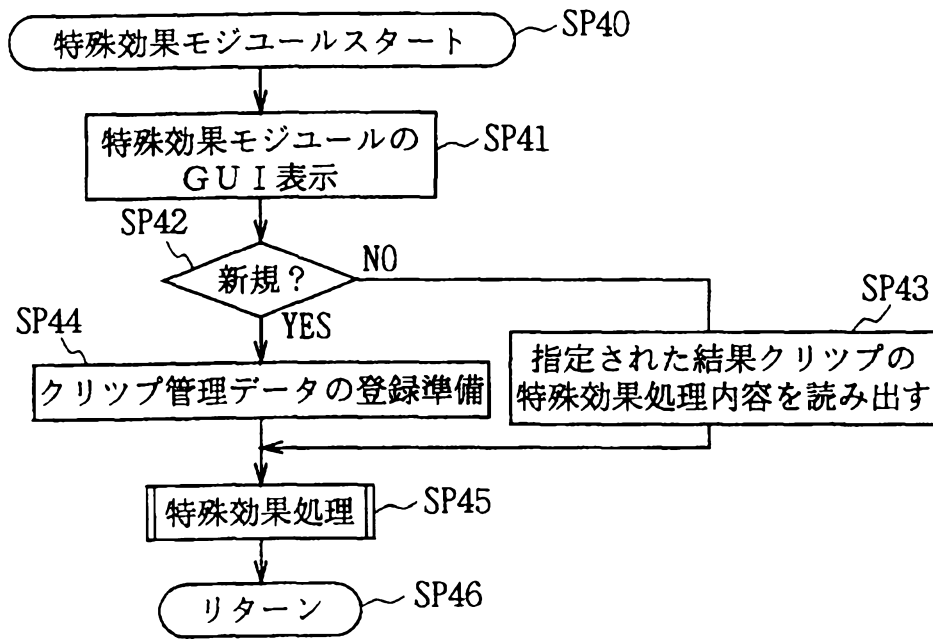 特殊効果モジユールスタート
SP40
特殊効果モジユールの
GUI表示
SP41
SP42
新規?
NO
YES
SP43
指定された結果クリツプの
特殊効果処理内容を読み出す
SP44
クリツプ管理データの登録準備
特殊効果処理
SP45
リターン
SP46